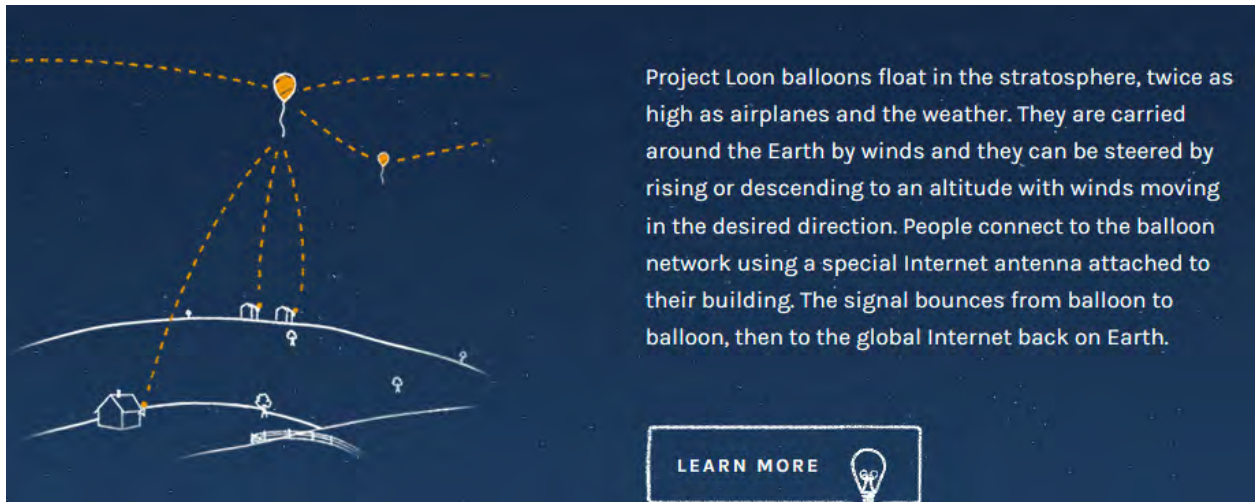 Project Loon balloons float in the stratosphere, twice as
high as airplanes and the weather. They are carried
around the Earth by winds and they can be steered by
rising or descending to an altitude with winds moving
in the desired direction. People connect to the balloon
network using a special Internet antenna attached to
their building. The signal bounces from balloon to
balloon, then to the global Internet back on Earth.
LEARN MORE